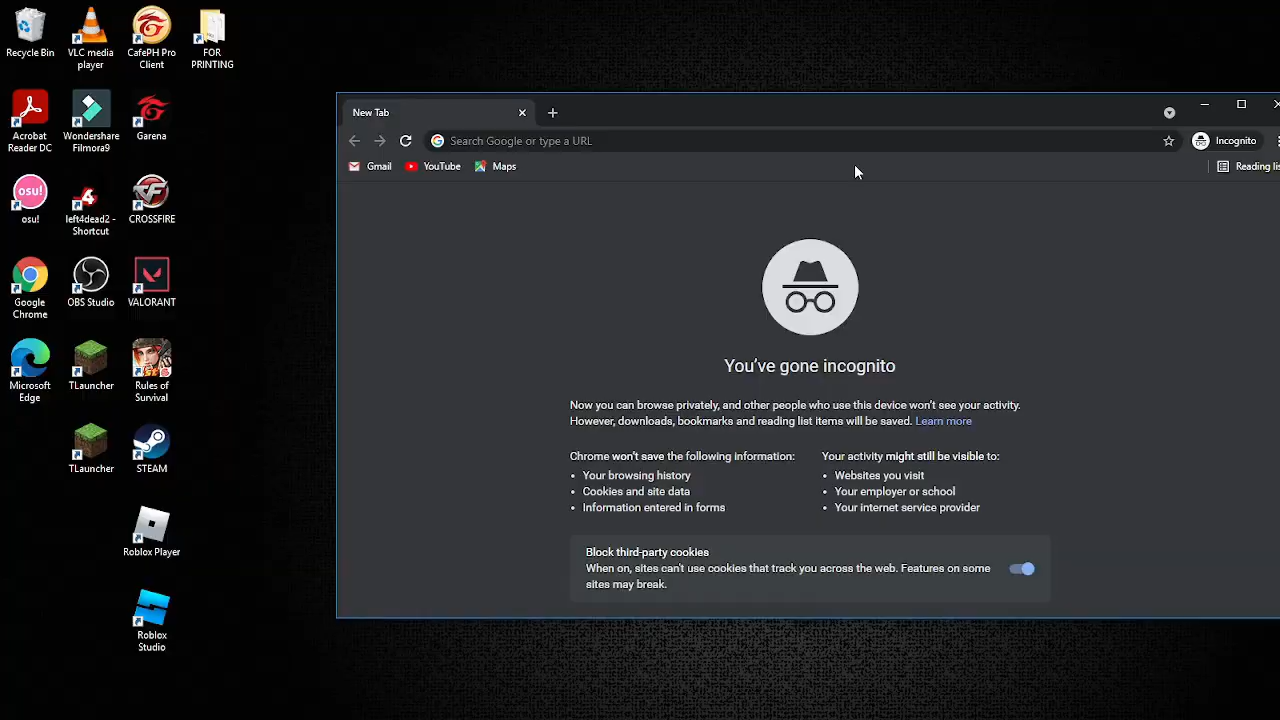 Recycle Bin
VLC media
player
CafePH Pro
Client
FOR
PRINTING
Acrobat
Reader DC
Wondershare
Filmora9
Garena
osu!
osu!
left4dead2 -
Shortcut
CROSSFIRE
Google
Chrome
OBS Studio
VALORANT
Microsoft
Edge
TLauncher
Rules of
Survival
TLauncher
STEAM
Roblox Player
Roblox
Studio
New Tab
Search Google or type a URL
Incognito
Gmail
YouTube
Maps
Reading lis
You've gone incognito
Now you can browse privately, and other people who use this device won't see your activity.
However, downloads, bookmarks and reading list items will be saved. Learn more
Chrome won't save the following information:
• Your browsing history
• Cookies and site data
• Information entered in forms
Your activity might still be visible to:
• Websites you visit
• Your employer or school
• Your internet service provider
Block third-party cookies
When on, sites can't use cookies that track you across the web. Features on some
sites may break.